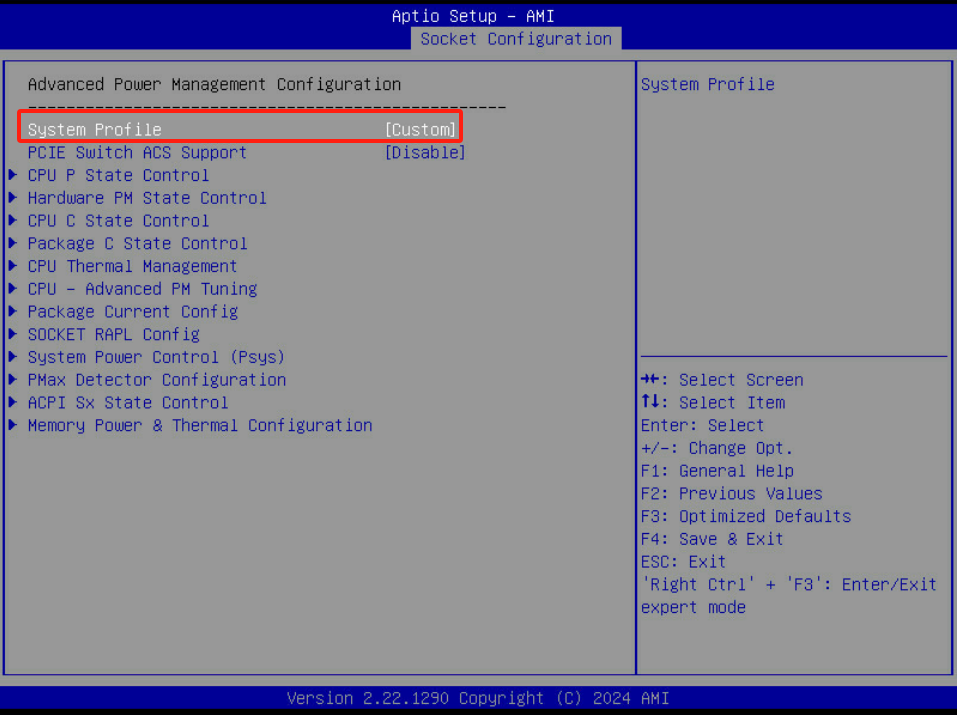 Aptio Setup – AMI
Socket Configuration
Advanced Power Management Configuration
--------------------------------------------------
System Profile [Custom]
PCIE Switch ACS Support [Disable]
CPU P State Control
Hardware PM State Control
CPU C State Control
Package C State Control
CPU Thermal Management
CPU – Advanced PM Tuning
Package Current Config
SOCKET RAPL Config
System Power Control (Psys)
PMax Detector Configuration
ACPI Sx State Control
Memory Power & Thermal Configuration
System Profile
→←: Select Screen
↑↓: Select Item
Enter: Select
+/-: Change Opt.
F1: General Help
F2: Previous Values
F3: Optimized Defaults
F4: Save & Exit
ESC: Exit
'Right Ctrl' + 'F3': Enter/Exit
expert mode
Version 2.22.1290 Copyright (C) 2024 AMI